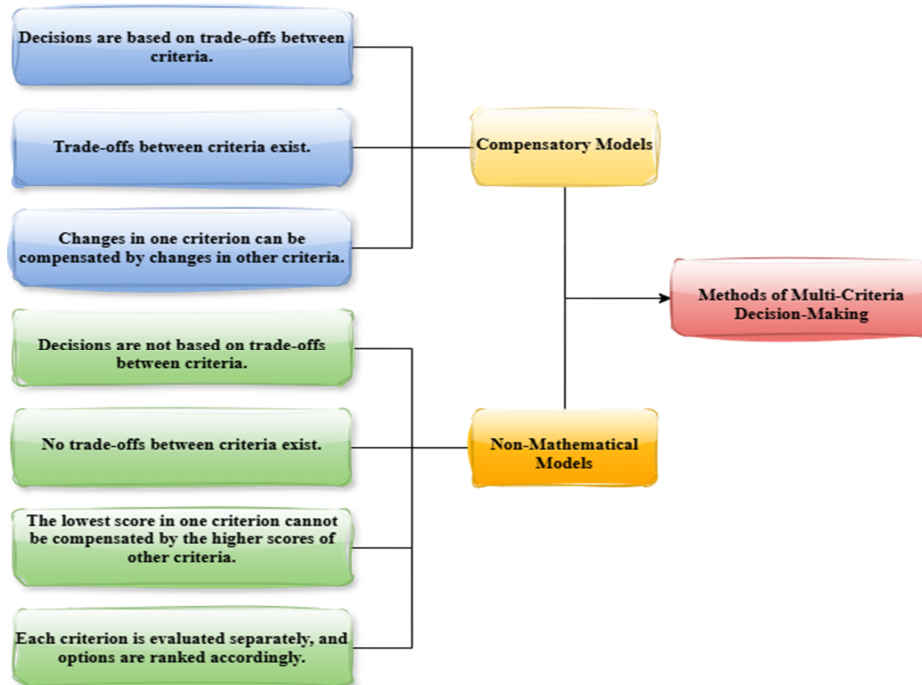 Decisions are based on trade-offs between
criteria.
Trade-offs between criteria exist.
Changes in one criterion can be
compensated by changes in other criteria.
Decisions are not based on trade-offs
between criteria.
No trade-offs between criteria exist.
The lowest score in one criterion cannot
be compensated by the higher scores of
other criteria.
Each criterion is evaluated separately, and
options are ranked accordingly.
Compensatory Models
Non-Mathematical
Models
Methods of Multi-Criteria
Decision-Making